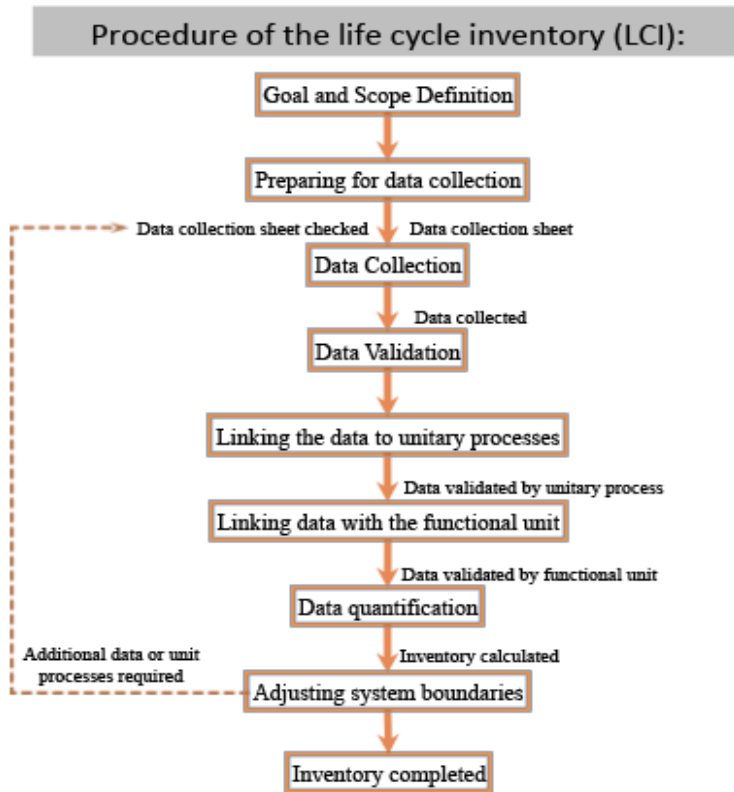 Procedure of the life cycle inventory (LCI):
Goal and Scope Definition
Preparing for data collection
Data collection sheet checked
Data collection sheet
Data Collection
Data collected
Data Validation
Linking the data to unitary processes
Data validated by unitary process
Linking data with the functional unit
Data validated by functional unit
Data quantification
Inventory calculated
Additional data or unit
processes required
Adjusting system boundaries
Inventory completed